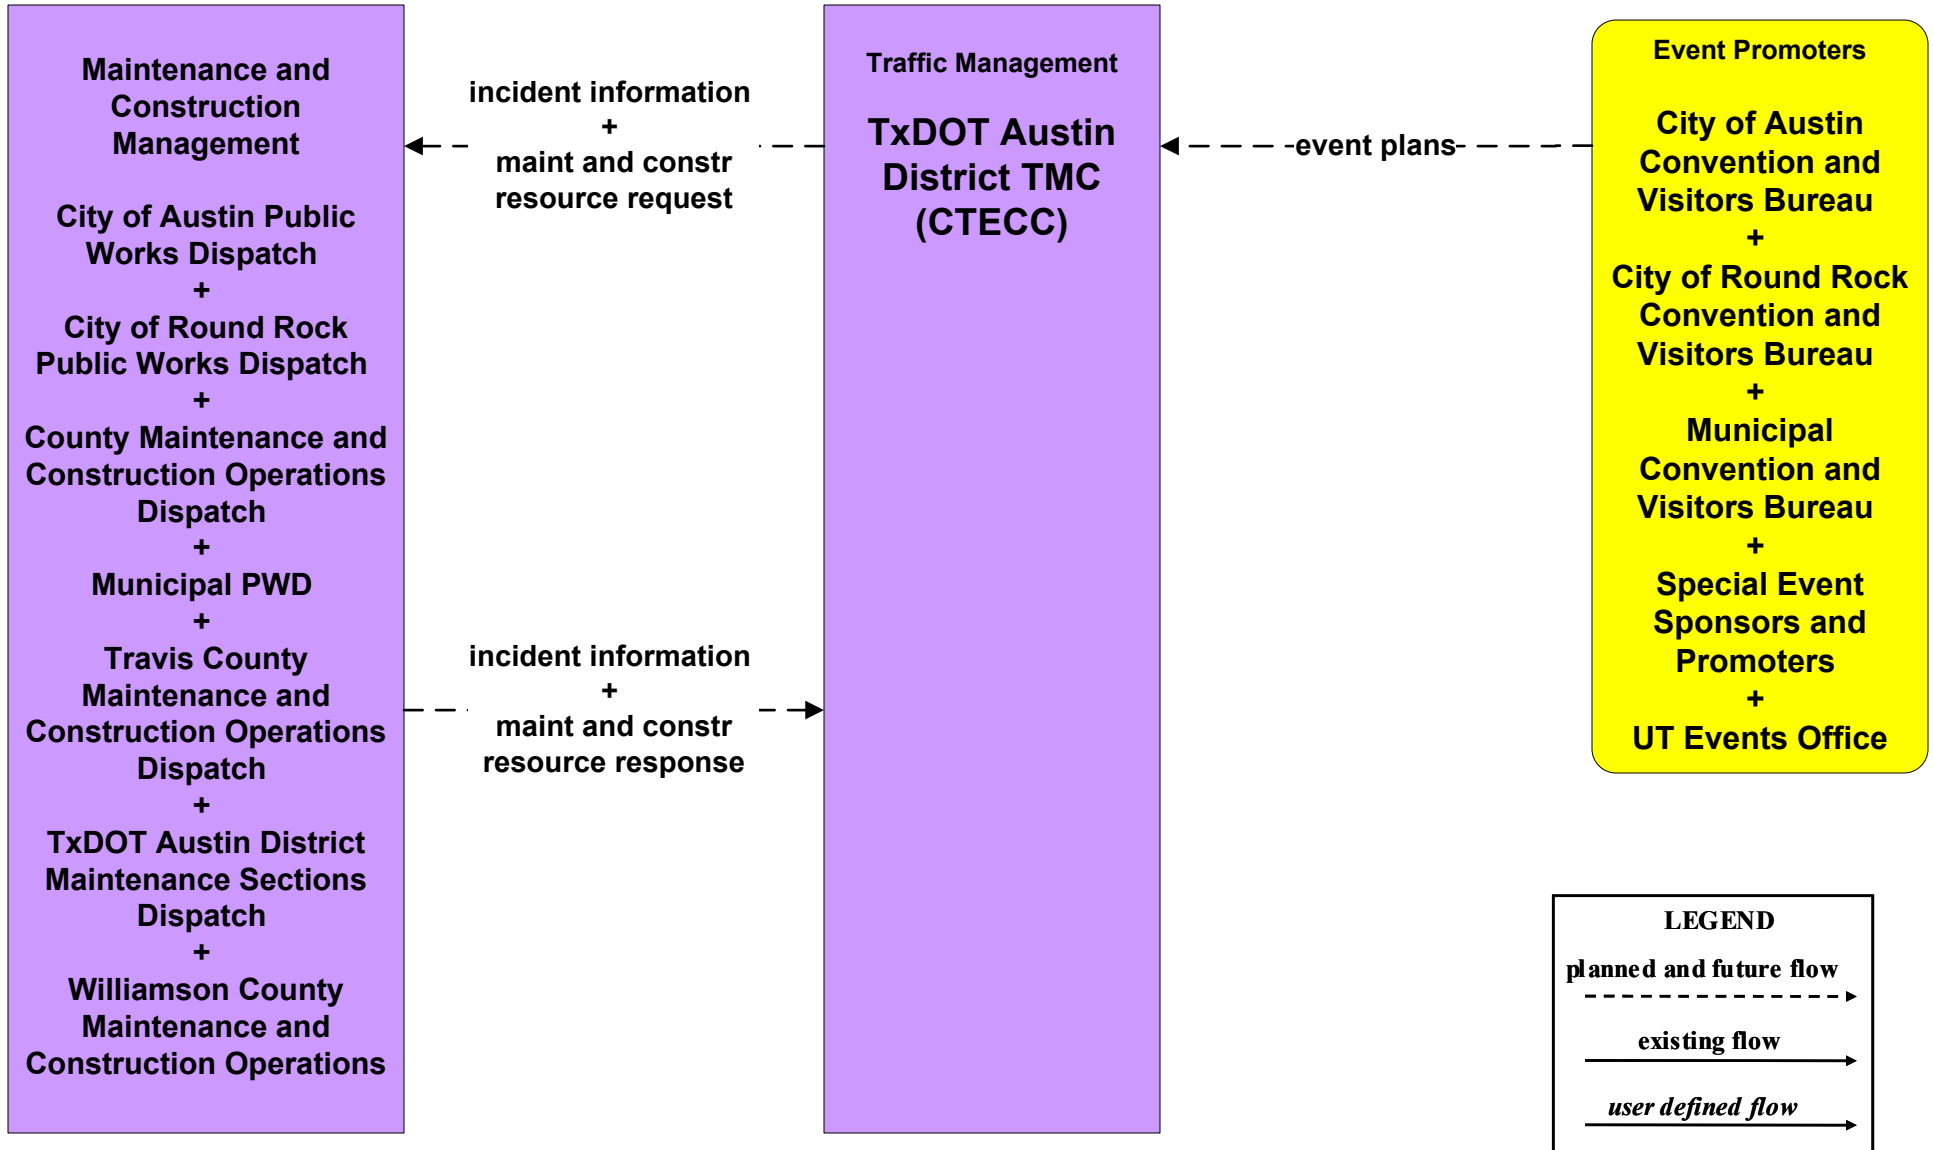 Maintenance and
Construction
Management
City of Austin Public
Works Dispatch
+
City of Round Rock
Public Works Dispatch
+
County Maintenance and
Construction Operations
Dispatch
+
Municipal PWD
+
Travis County
Maintenance and
Construction Operations
Dispatch
+
TxDOT Austin District
Maintenance Sections
Dispatch
+
Williamson County
Maintenance and
Construction Operations
incident information
+
maint and constr
resource request
incident information
+
maint and constr
resource response
Traffic Management
TxDOT Austin
District TMC
(CTECC)
event plans
Event Promoters
City of Austin
Convention and
Visitors Bureau
+
City of Round Rock
Convention and
Visitors Bureau
+
Municipal
Convention and
Visitors Bureau
+
Special Event
Sponsors and
Promoters
+
UT Events Office
LEGEND
planned and future flow
existing flow
user defined flow